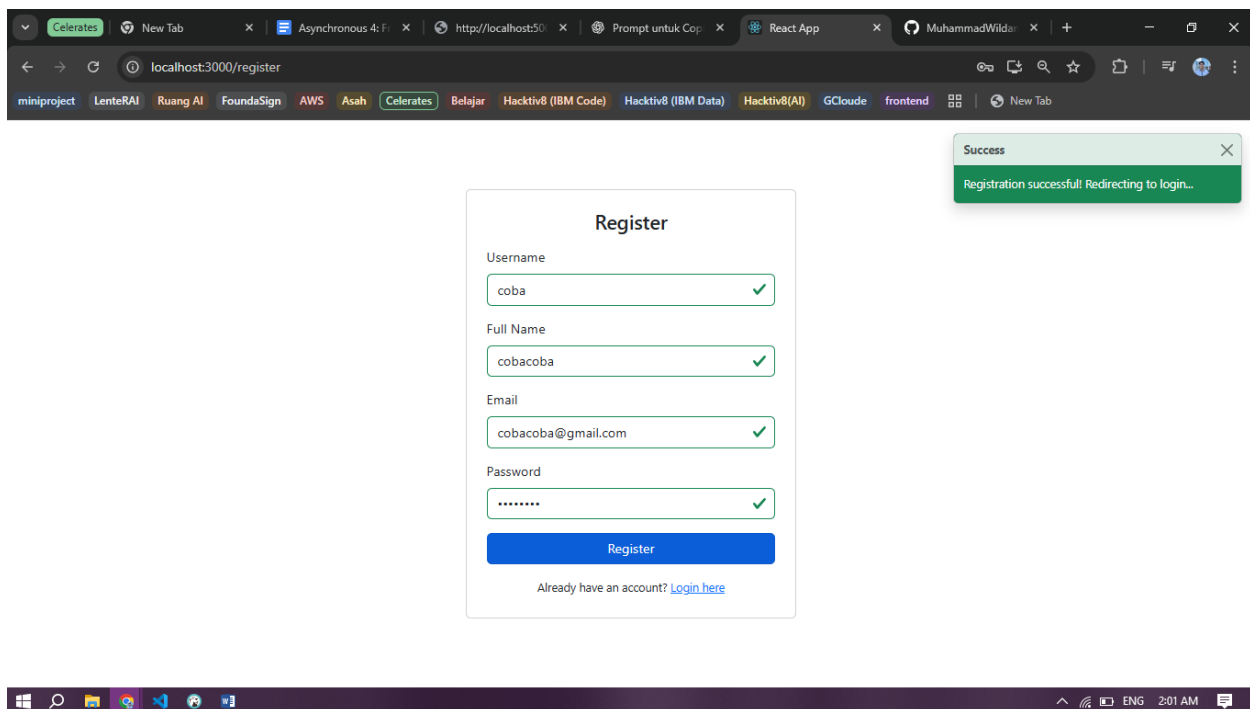 Celerates
New Tab
Asynchronous 4: Fr
http://localhost:500
Prompt untuk Cop
React App
MuhammadWildan
localhost:3000/register
miniproject LenteRAI Ruang AI FoundaSign AWS Asah Celerates Belajar Hacktiv8 (IBM Code) Hacktiv8 (IBM Data) Hacktiv8(AI) GCloude frontend New Tab
Success
Registration successful! Redirecting to login...
Register
Username
coba
Full Name
cobacoba
Email
cobacoba@gmail.com
Password
••••••••
Register
Already have an account? Login here
ENG 2:01 AM